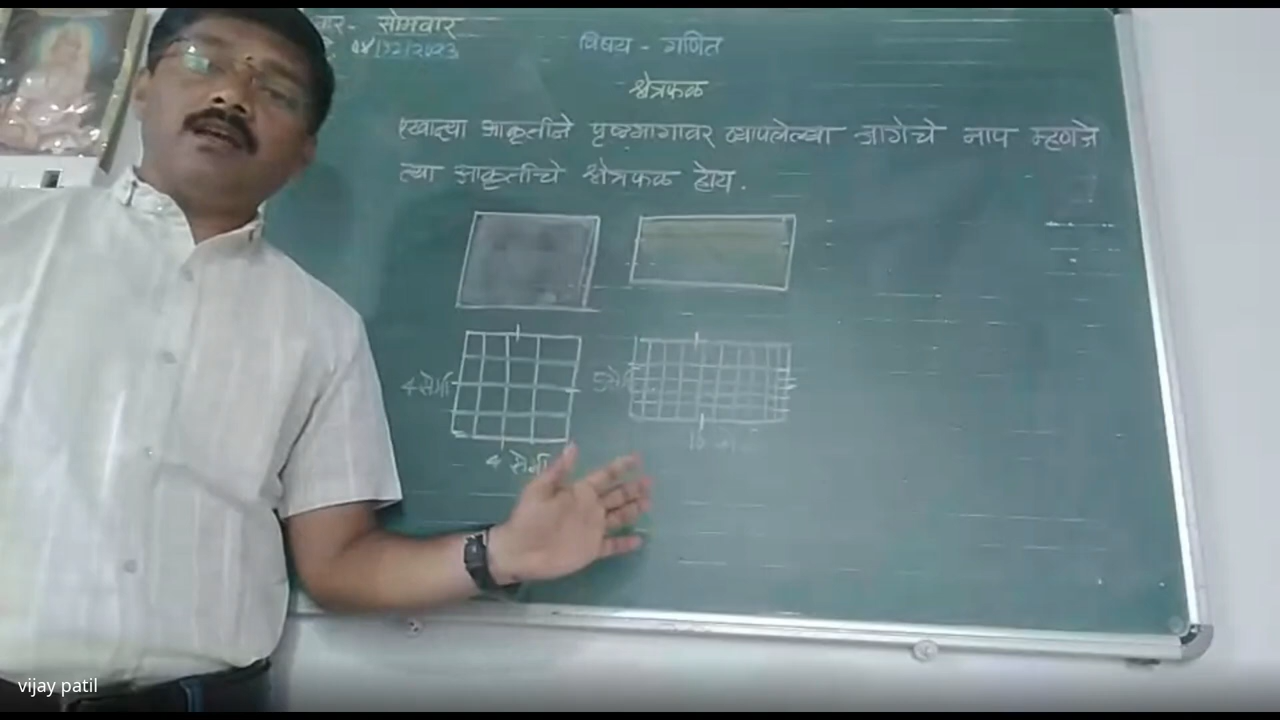 वार- सोमवार
विषय - गणित
क्षेत्रफळ
एखाद्या आकृतीने पृष्ठभागावर व्यापलेल्या जागेचे माप म्हणजे
त्या आकृतीचे क्षेत्रफळ होय.
4 सेमी
4 सेमी
vijay patil